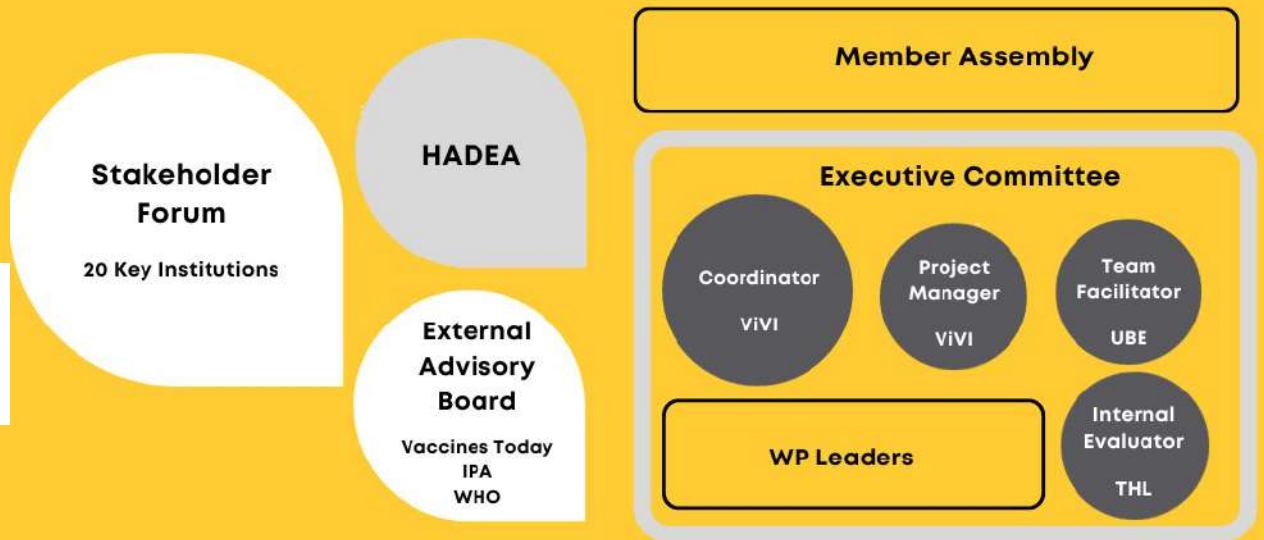 Stakeholder
Forum
20 Key Institutions
HADEA
External
Advisory
Board
Vaccines Today
IPA
WHO
Member Assembly
Executive Committee
Coordinator
ViVI
Project
Manager
ViVI
Team
Facilitator
UBE
WP Leaders
Internal
Evaluator
THL